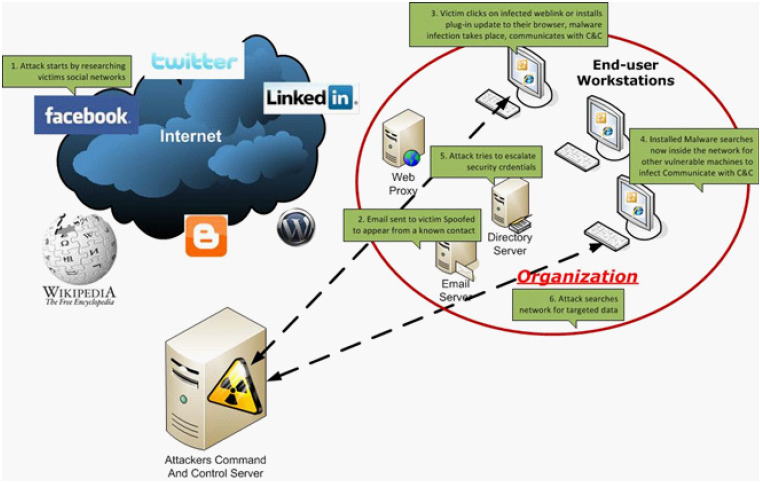 1. Attack starts by researching
victims social networks
twitter
facebook.
Linked in.
Internet
WIKIPEDIA
The Free Encyclopedia
3. Victim clicks on infected weblink or installs
plug-in update to their browser, malware
infection takes place, communicates with C&C
End-user
Workstations
Web
Proxy
5. Attack tries to escalate
security crdentials
4. Installed Malware searches
now inside the network for
other vulnerable machines to
infect Communicate with C&C
2. Email sent to victim Spoofed
to appear from a known contact
Directory
Server
Email
Server
Organization
6. Attack searches
network for targeted data
Attackers Command
And Control Server